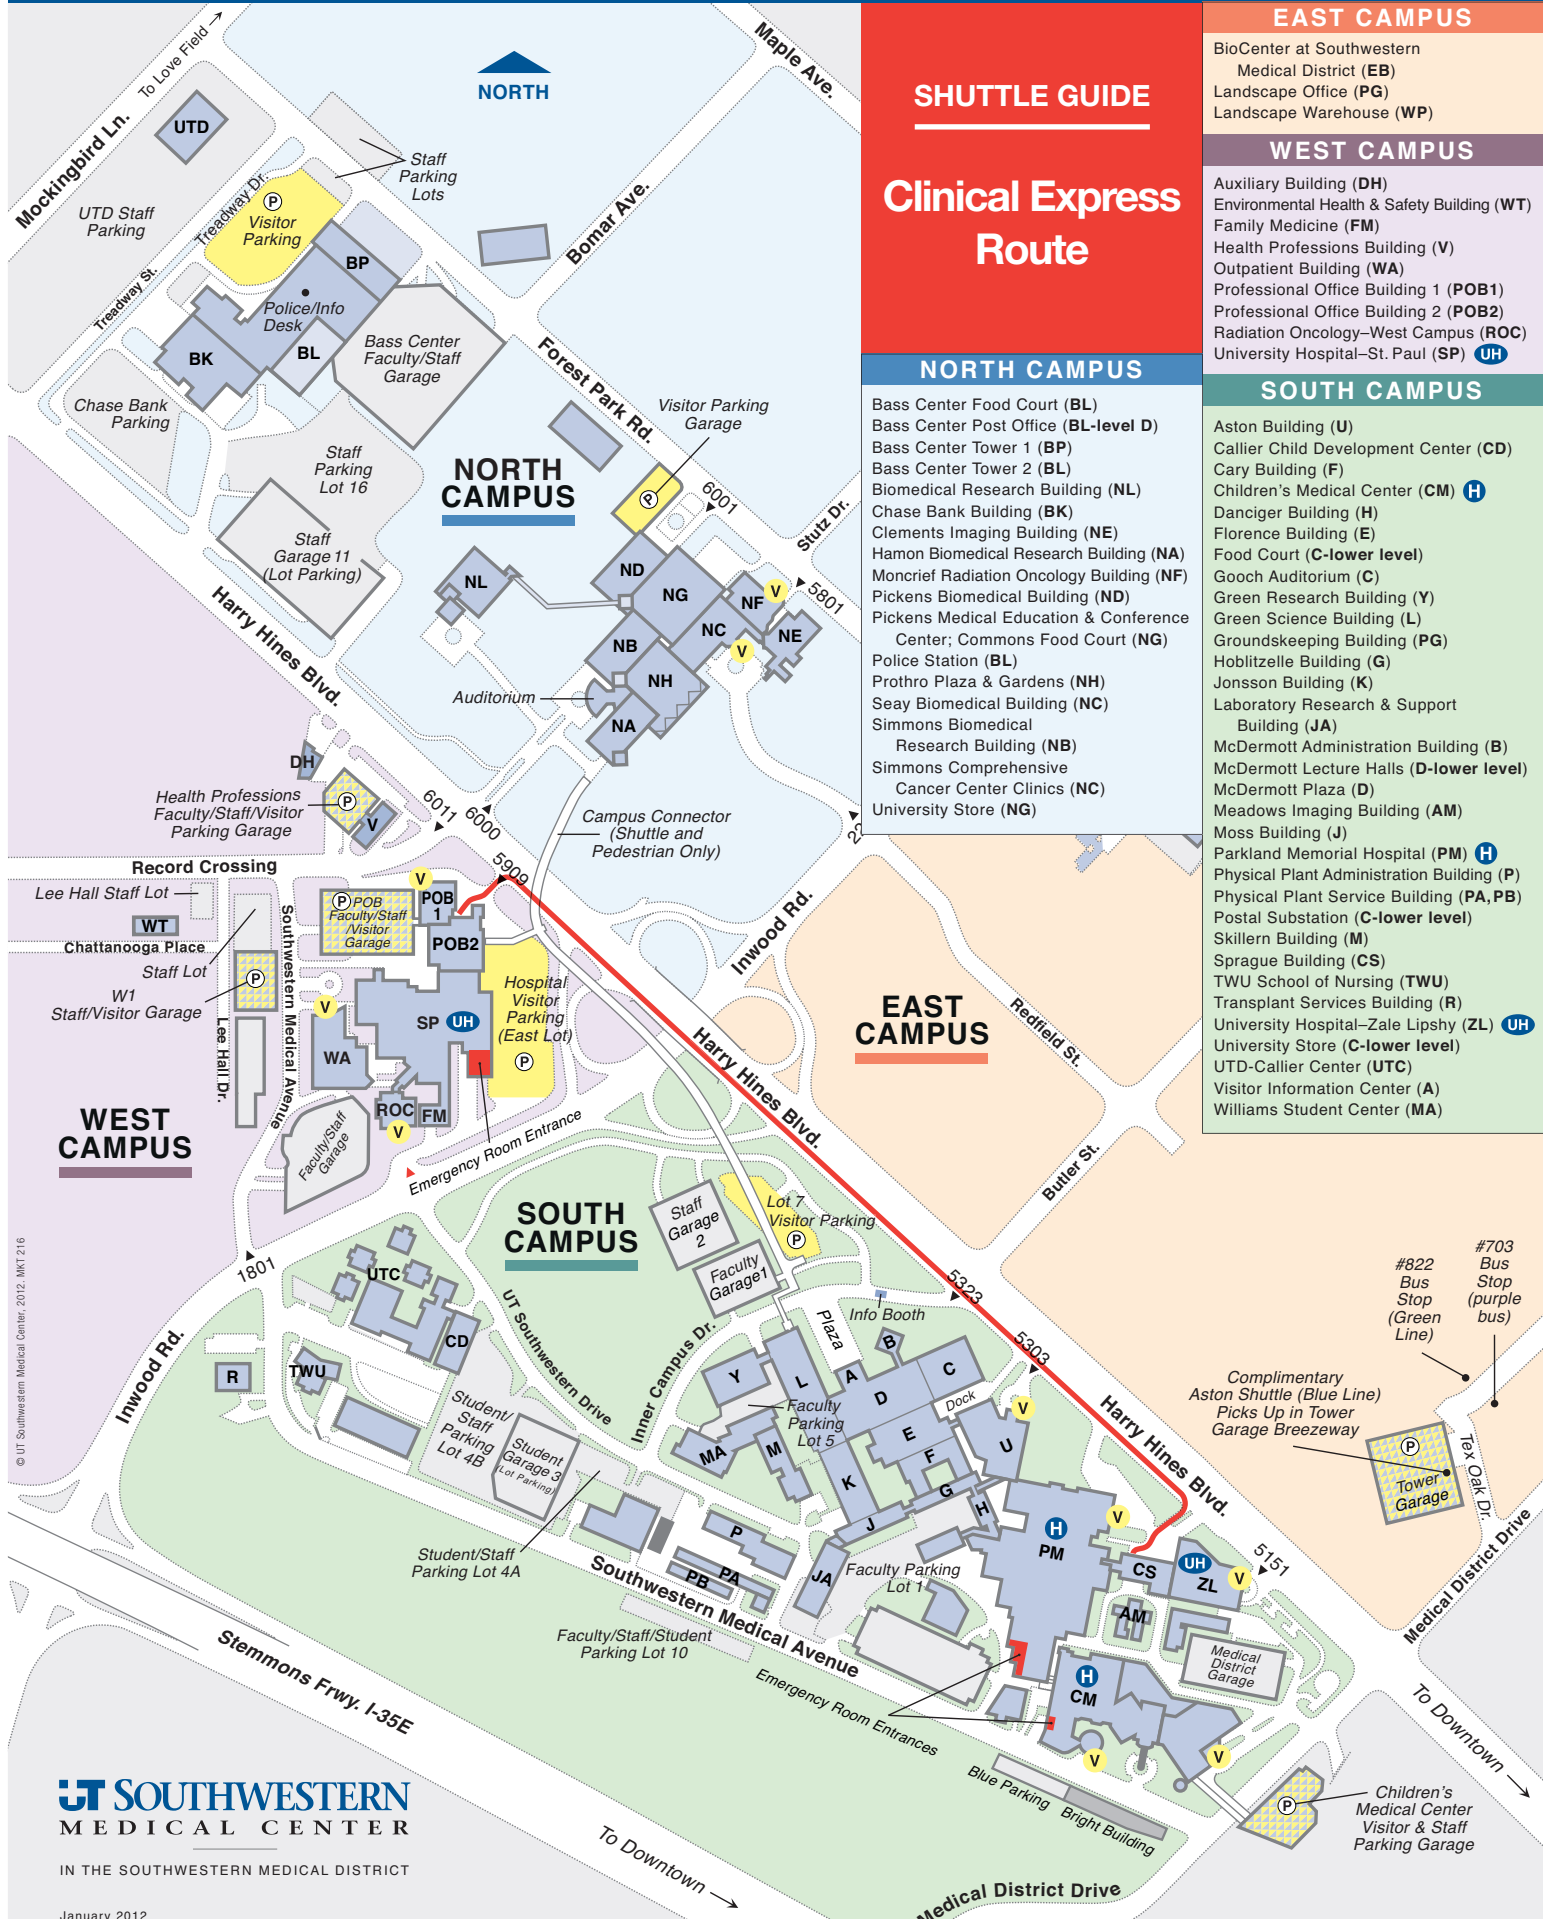 SHUTTLE GUIDE
Clinical Express
Route
EAST CAMPUS
BioCenter at Southwestern
Medical District (EB)
Landscape Office (PG)
Landscape Warehouse (WP)
WEST CAMPUS
Auxiliary Building (DH)
Environmental Health & Safety Building (WT)
Family Medicine (FM)
Health Professions Building (V)
Outpatient Building (WA)
Professional Office Building 1 (POB1)
Professional Office Building 2 (POB2)
Radiation Oncology–West Campus (ROC)
University Hospital–St. Paul (SP) UH
NORTH CAMPUS
Bass Center Food Court (BL)
Bass Center Post Office (BL-level D)
Bass Center Tower 1 (BP)
Bass Center Tower 2 (BL)
Biomedical Research Building (NL)
Chase Bank Building (BK)
Clements Imaging Building (NE)
Hamon Biomedical Research Building (NA)
Moncrief Radiation Oncology Building (NF)
Pickens Biomedical Building (ND)
Pickens Medical Education & Conference
Center; Commons Food Court (NG)
Police Station (BL)
Prothro Plaza & Gardens (NH)
Seay Biomedical Building (NC)
Simmons Biomedical
Research Building (NB)
Simmons Comprehensive
Cancer Center Clinics (NC)
University Store (NG)
SOUTH CAMPUS
Aston Building (U)
Callier Child Development Center (CD)
Cary Building (F)
Children's Medical Center (CM) H
Danciger Building (H)
Florence Building (E)
Food Court (C-lower level)
Gooch Auditorium (C)
Green Research Building (Y)
Green Science Building (L)
Groundskeeping Building (PG)
Hoblitzelle Building (G)
Jonsson Building (K)
Laboratory Research & Support
Building (JA)
McDermott Administration Building (B)
McDermott Lecture Halls (D-lower level)
McDermott Plaza (D)
Meadows Imaging Building (AM)
Moss Building (J)
Parkland Memorial Hospital (PM) H
Physical Plant Administration Building (P)
Physical Plant Service Building (PA, PB)
Postal Substation (C-lower level)
Skillern Building (M)
Sprague Building (CS)
TWU School of Nursing (TWU)
Transplant Services Building (R)
University Hospital–Zale Lipshy (ZL) UH
University Store (C-lower level)
UTD-Callier Center (UTC)
Visitor Information Center (A)
Williams Student Center (MA)
NORTH
To Love Field
Mockingbird Ln.
Maple Ave.
UTD
UTD Staff
Parking
Treadway Dr.
Treadway St.
P
Visitor
Parking
Staff
Parking
Lots
Bomar Ave.
BP
Police/Info
Desk
BL
BK
Bass Center
Faculty/Staff
Garage
Chase Bank
Parking
Forest Park Rd.
Visitor Parking
Garage
P
Staff
Parking
Lot 16
NORTH
CAMPUS
Staff
Garage 11
(Lot Parking)
6001
Stutz Dr.
5801
NL
ND
NG
NF
V
NE
NC
V
NB
NH
NA
Auditorium
Harry Hines Blvd.
DH
Health Professions
Faculty/Staff/Visitor
Parking Garage
P
V
6011
6000
5909
Campus Connector
(Shuttle and
Pedestrian Only)
22
Record Crossing
Lee Hall Staff Lot
WT
Chattanooga Place
Staff Lot
W1
Staff/Visitor Garage
P
Southwestern Medical Avenue
Lee Hall Dr.
P POB
Faculty/Staff
/Visitor
Garage
V
POB
1
POB2
Hospital
Visitor
Parking
(East Lot)
P
V
SP UH
WA
ROC
FM
V
Faculty/Staff
Garage
WEST
CAMPUS
Emergency Room Entrance
Inwood Rd.
EAST
CAMPUS
Redfield St.
Harry Hines Blvd.
Butler St.
SOUTH
CAMPUS
Staff
Garage
2
Faculty
Garage1
Lot 7
Visitor Parking
P
1801
Inwood Rd.
UTC
CD
R
TWU
UT Southwestern Drive
Inner Campus Dr.
Plaza
Info Booth
5323
5303
Student/
Staff
Parking
Lot 4B
Student
Garage 3
(Lot Parking)
Student/Staff
Parking Lot 4A
Y
L
A
B
C
D
Dock
Faculty
Parking
Lot 5
MA
M
K
E
F
G
H
J
U
V
P
PA
PB
JA
Faculty Parking
Lot 1
H
PM
V
CS
UH
ZL
V
AM
5151
Harry Hines Blvd.
Medical
District
Garage
H
CM
V
V
Emergency Room Entrances
Southwestern Medical Avenue
Faculty/Staff/Student
Parking Lot 10
Blue Parking
Bright Building
#822
Bus
Stop
(Green
Line)
#703
Bus
Stop
(purple
bus)
Complimentary
Aston Shuttle (Blue Line)
Picks Up in Tower
Garage Breezeway
P
Tower
Garage
Tex Oak Dr.
Medical District Drive
To Downtown
P
Children's
Medical Center
Visitor & Staff
Parking Garage
Stemmons Frwy. I-35E
To Downtown
Medical District Drive
© UT Southwestern Medical Center, 2012. MKT 216
UT SOUTHWESTERN
MEDICAL CENTER
IN THE SOUTHWESTERN MEDICAL DISTRICT
January 2012